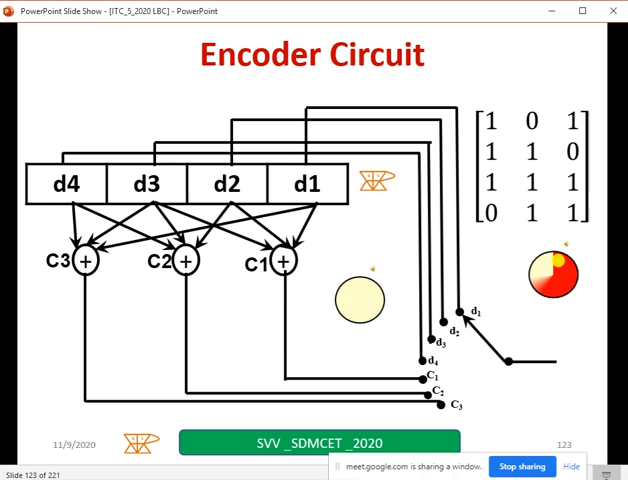 PowerPoint Slide Show - [ITC_5_2020 LBC] - PowerPoint
Encoder Circuit
d4 d3 d2 d1
1 0 1
1 1 0
1 1 1
0 1 1
C3 + C2 + C1 +
d₁
d₂
d₃
d₄
C₁
C₂
C₃
11/9/2020
SVV _SDMCET _2020
123
meet.google.com is sharing a window.
Stop sharing
Hide
Slide 123 of 221